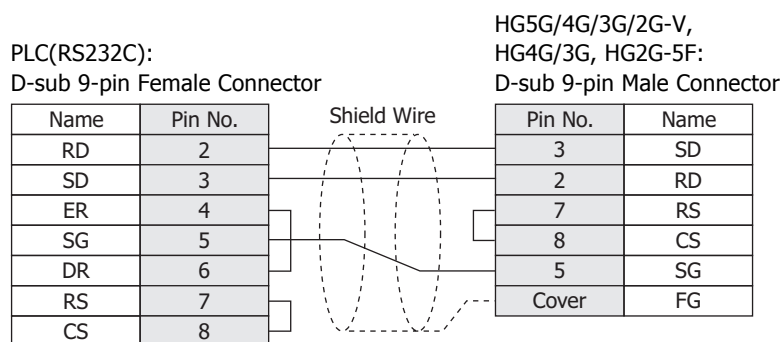 HG5G/4G/3G/2G-V,
PLC(RS232C): HG4G/3G, HG2G-5F:
D-sub 9-pin Female Connector D-sub 9-pin Male Connector
Name Pin No. Shield Wire Pin No. Name
RD 2 3 SD
SD 3 2 RD
ER 4 7 RS
SG 5 8 CS
DR 6 5 SG
RS 7 Cover FG
CS 8